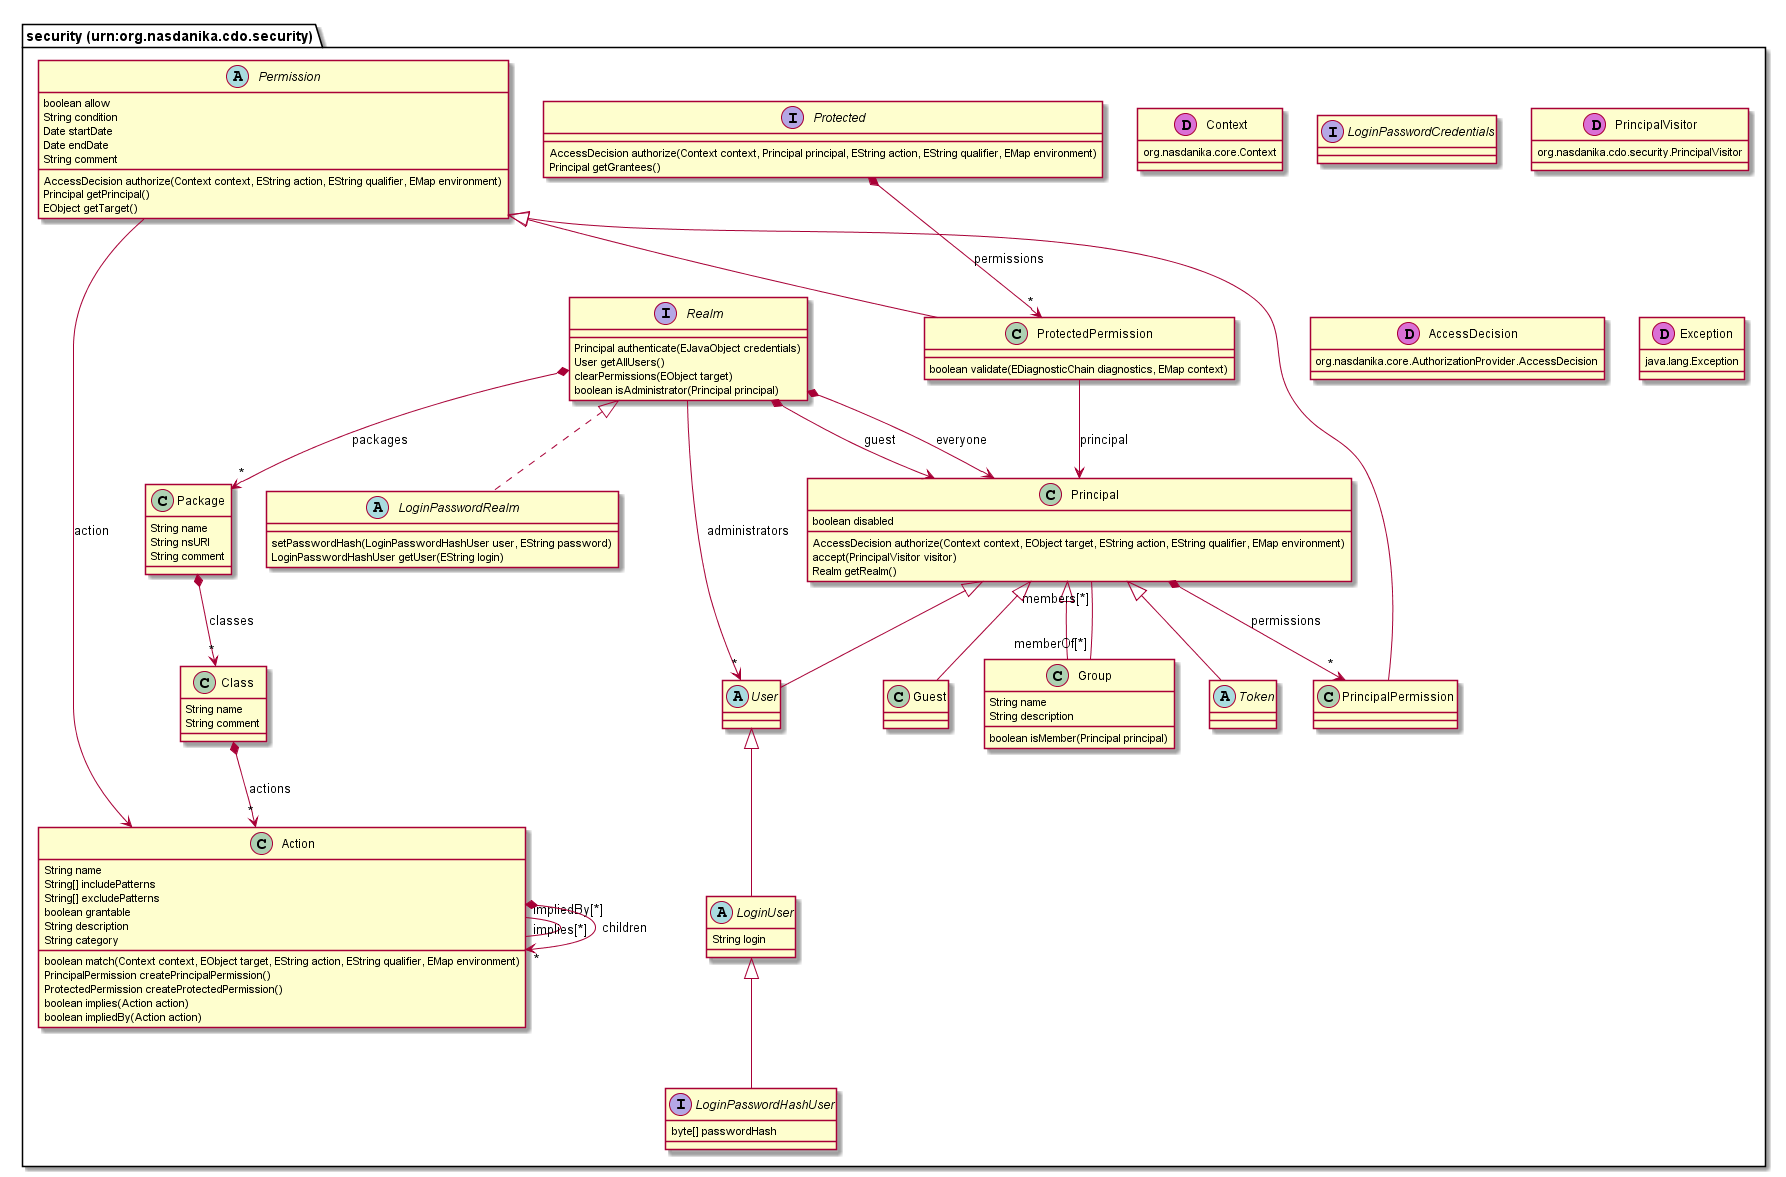 security (urn:org.nasdanika.cdo.security)
A Permission
boolean allow
String condition
Date startDate
Date endDate
String comment
AccessDecision authorize(Context context, EString action, EString qualifier, EMap environment)
Principal getPrincipal()
EObject getTarget()
I Protected
AccessDecision authorize(Context context, Principal principal, EString action, EString qualifier, EMap environment)
Principal getGrantees()
D Context
org.nasdanika.core.Context
I LoginPasswordCredentials
D PrincipalVisitor
org.nasdanika.cdo.security.PrincipalVisitor
permissions
*
I Realm
Principal authenticate(EJavaObject credentials)
User getAllUsers()
clearPermissions(EObject target)
boolean isAdministrator(Principal principal)
C ProtectedPermission
boolean validate(EDiagnosticChain diagnostics, EMap context)
D AccessDecision
org.nasdanika.core.AuthorizationProvider.AccessDecision
D Exception
java.lang.Exception
packages
*
guest
everyone
principal
action
C Package
String name
String nsURI
String comment
A LoginPasswordRealm
setPasswordHash(LoginPasswordHashUser user, EString password)
LoginPasswordHashUser getUser(EString login)
administrators
*
C Principal
boolean disabled
AccessDecision authorize(Context context, EObject target, EString action, EString qualifier, EMap environment)
accept(PrincipalVisitor visitor)
Realm getRealm()
classes
*
members[*]
memberOf[*]
permissions
*
C Class
String name
String comment
A User
C Guest
C Group
String name
String description
boolean isMember(Principal principal)
A Token
C PrincipalPermission
actions
*
C Action
String name
String[] includePatterns
String[] excludePatterns
boolean grantable
String description
String category
boolean match(Context context, EObject target, EString action, EString qualifier, EMap environment)
PrincipalPermission createPrincipalPermission()
ProtectedPermission createProtectedPermission()
boolean implies(Action action)
boolean impliedBy(Action action)
impliedBy[*]
implies[*]
children
*
A LoginUser
String login
I LoginPasswordHashUser
byte[] passwordHash